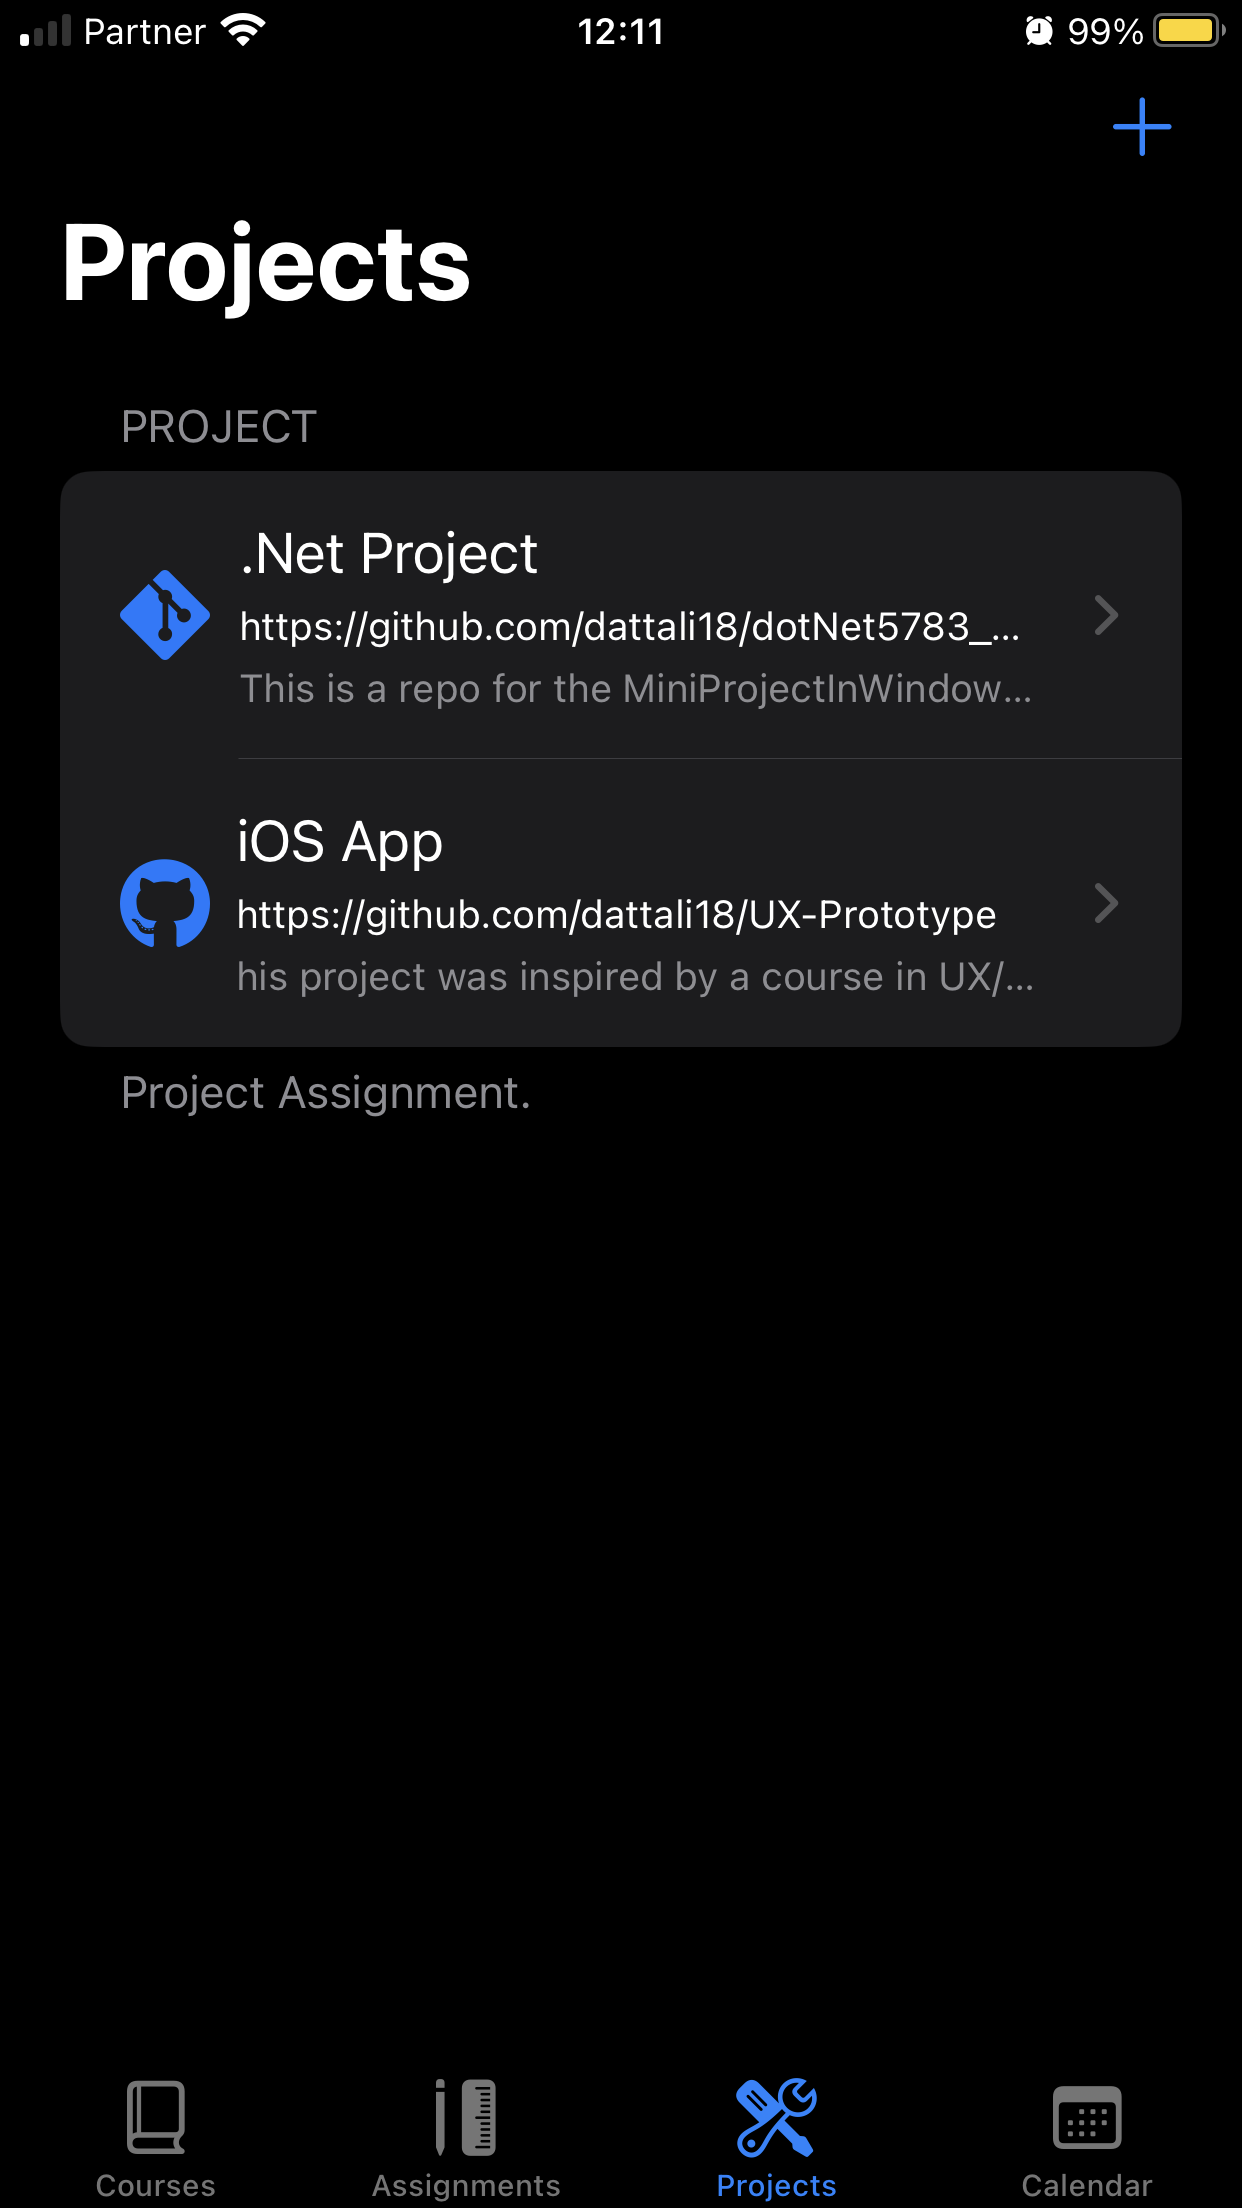 Partner
12:11
99%
Projects
PROJECT
.Net Project
https://github.com/dattali18/dotNet5783_...
This is a repo for the MiniProjectInWindow...
iOS App
https://github.com/dattali18/UX-Prototype
his project was inspired by a course in UX/...
Project Assignment.
Courses
Assignments
Projects
Calendar